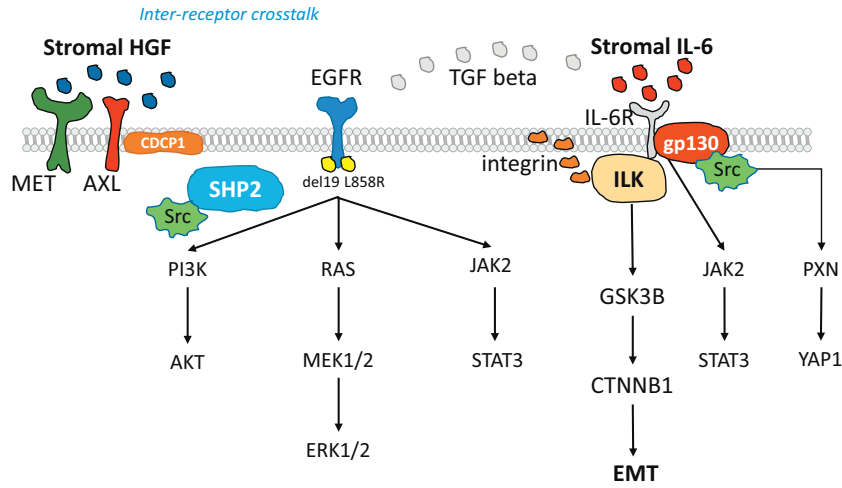 Inter-receptor crosstalk
Stromal HGF
Stromal IL-6
EGFR
TGF beta
IL-6R
CDCP1
gp130
integrin
MET
AXL
SHP2
del19 L858R
ILK
Src
Src
PI3K
RAS
JAK2
JAK2
PXN
GSK3B
AKT
MEK1/2
STAT3
STAT3
YAP1
CTNNB1
ERK1/2
EMT